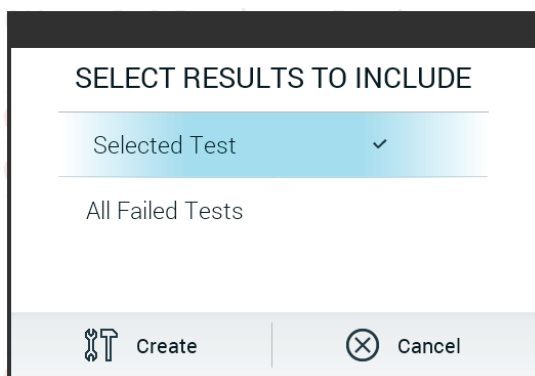 SELECT RESULTS TO INCLUDE
Selected Test
All Failed Tests
Create Cancel